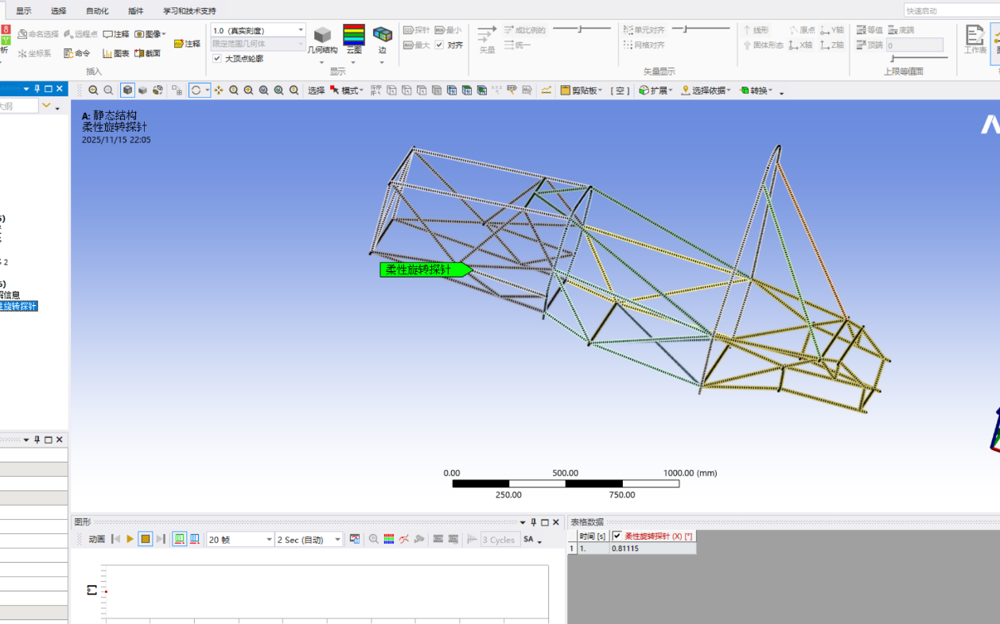 显示 选择 自动化 插件 学习和技术支持 快速启动
命名选择 远程点 注释 图像
注释
坐标系 命令 图表 截面
插入
1.0 (真实刻度)
限定范围几何体
大顶点轮廓
几何结构 云图 边
探针 最小
最大 对齐
显示
矢量
成比例的
统一
单元对齐
网格对齐
线形 原点 Y轴
固体形态 X轴 Z轴
矢量显示
等值 底端
顶端 0
上限等值面
工作表
选择 模式 剪贴板 [ 空 ] 扩展 选择依据 转换
A: 静态结构
柔性旋转探针
2025/11/15 22:05
大纲
2
解信息
性旋转探针
柔性旋转探针
0.00 500.00 1000.00 (mm)
250.00 750.00
图形
动画 20 帧 2 Sec (自动) 3 Cycles SA
[°]
表格数据
时间 [s] 柔性旋转探针 (X) [°]
1 1. 0.81115